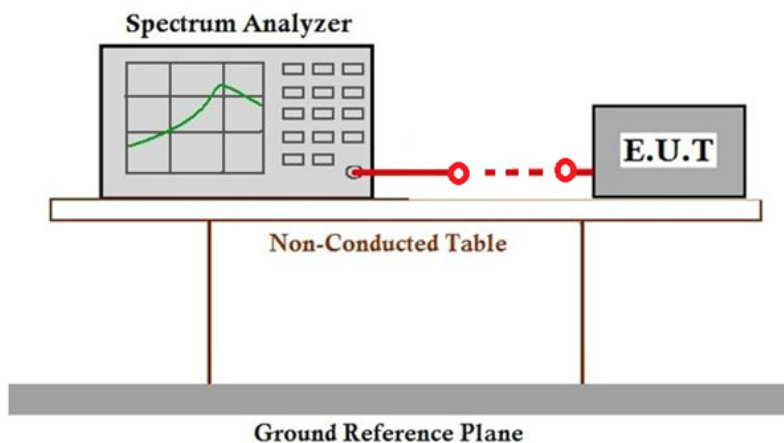 Spectrum Analyzer
E.U.T
Non-Conducted Table
Ground Reference Plane